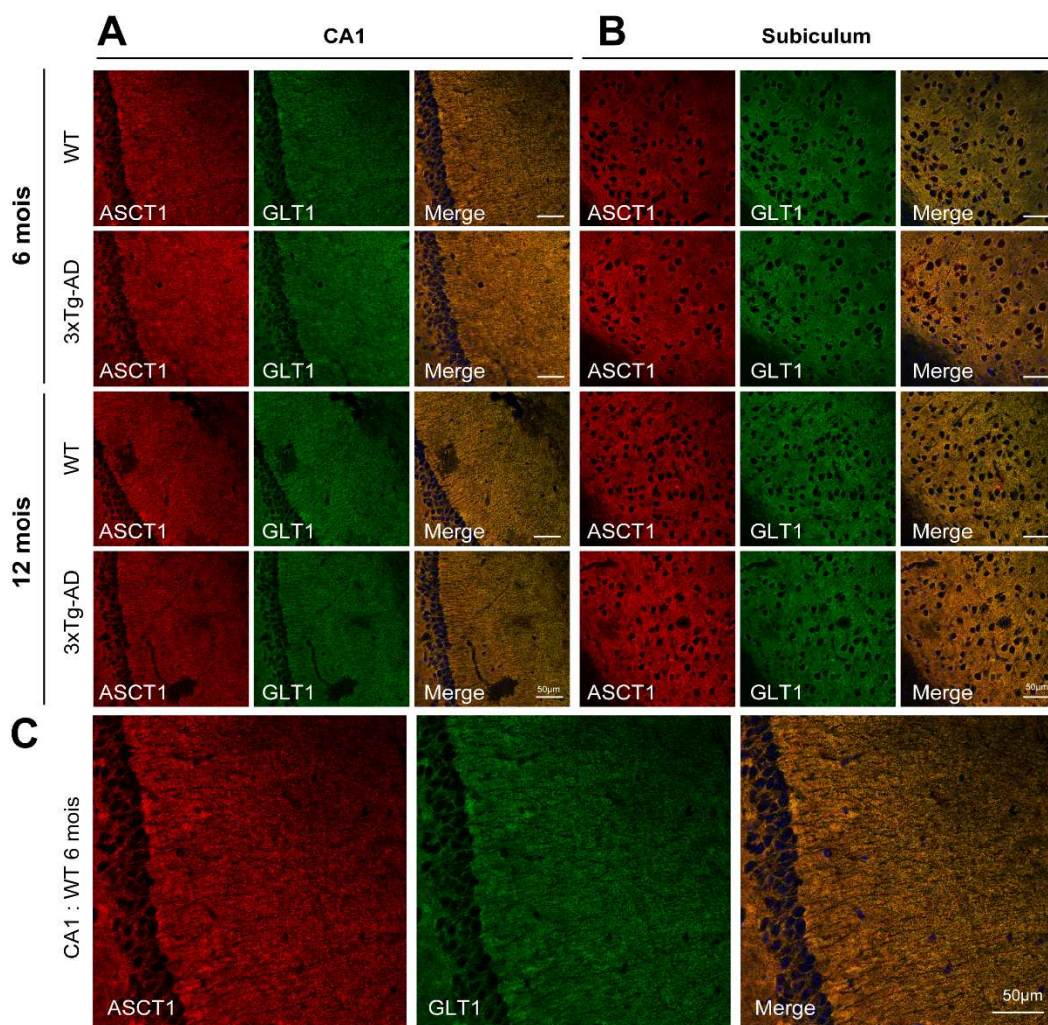 A
CA1
B
Subiculum
6 mois
WT
ASCT1
GLT1
Merge
ASCT1
GLT1
Merge
3xTg-AD
ASCT1
GLT1
Merge
ASCT1
GLT1
Merge
12 mois
WT
ASCT1
GLT1
Merge
ASCT1
GLT1
Merge
3xTg-AD
ASCT1
GLT1
Merge
50µm
ASCT1
GLT1
Merge
50µm
C
CA1 : WT 6 mois
ASCT1
GLT1
Merge
50µm